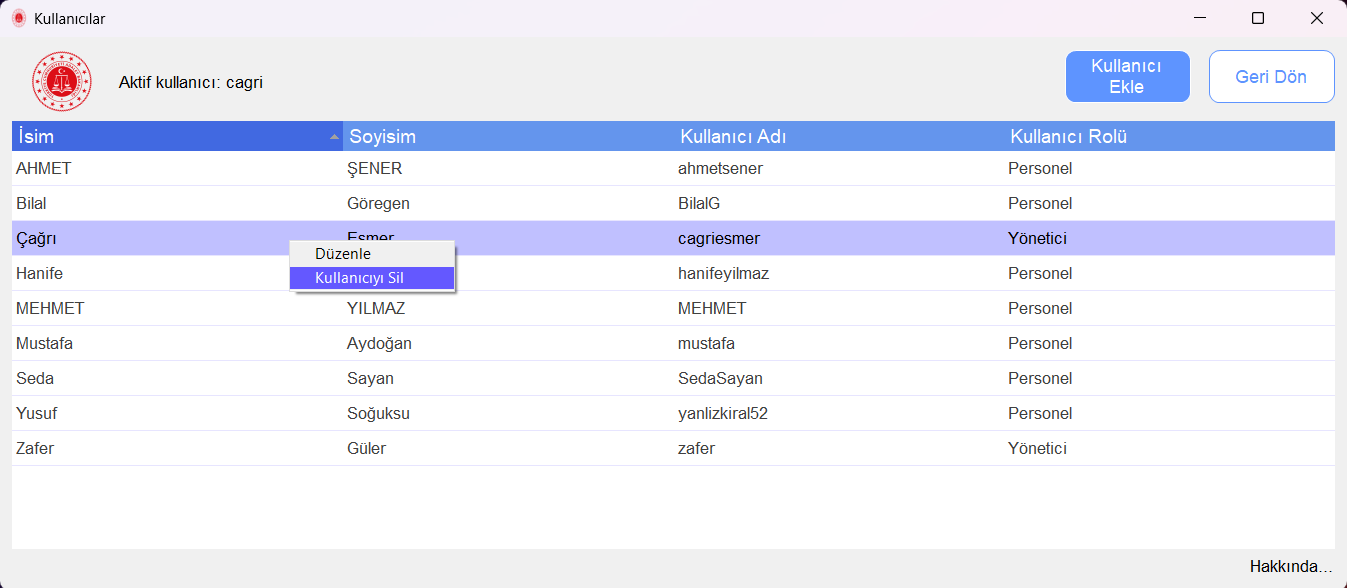 Kullanıcılar
Aktif kullanıcı: cagri
Kullanıcı
Ekle
Geri Dön
İsim Soyisim Kullanıcı Adı Kullanıcı Rolü
AHMET ŞENER ahmetsener Personel
Bilal Göregen BilalG Personel
Çağrı Esmer cagriesmer Yönetici
Düzenle
Kullanıcıyı Sil
Hanife hanifeyilmaz Personel
MEHMET YILMAZ MEHMET Personel
Mustafa Aydoğan mustafa Personel
Seda Sayan SedaSayan Personel
Yusuf Soğuksu yanlizkiral52 Personel
Zafer Güler zafer Yönetici
Hakkında...